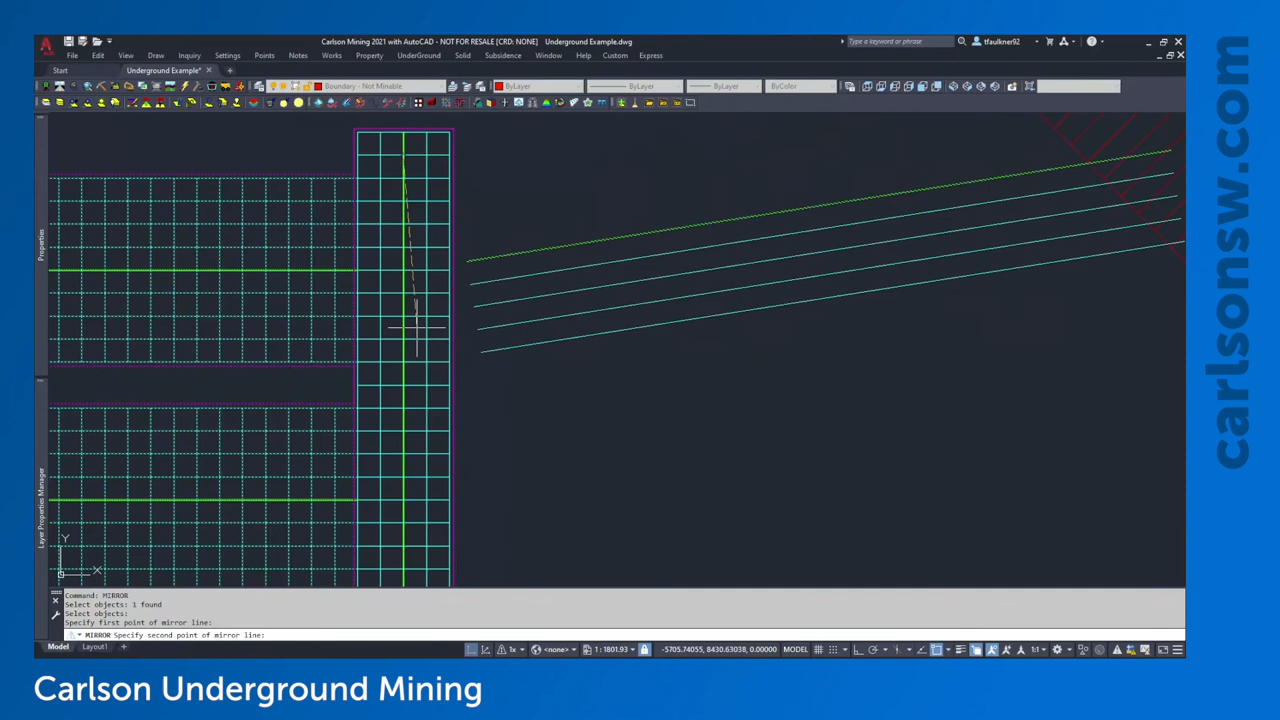 Carlson Mining 2021 with AutoCAD - NOT FOR RESALE [CRD: NONE] Underground Example.dwg
Type a keyword or phrase
tfaulkner92
File Edit View Draw Inquiry Settings Points Notes Works Property UnderGround Solid Subsidence Window Help Custom Express
Start Underground Example*
Boundary - Not Minable
ByLayer
ByLayer
ByLayer
ByColor
Properties
Layer Properties Manager
Y
X
Command: MIRROR
Select objects: 1 found
Select objects:
Specify first point of mirror line:
MIRROR Specify second point of mirror line:
Model Layout1
1x <none> 1 : 1801.93 -5705.74055, 8430.63038, 0.00000 MODEL 1:1
Carlson Underground Mining
carlsonsw.com